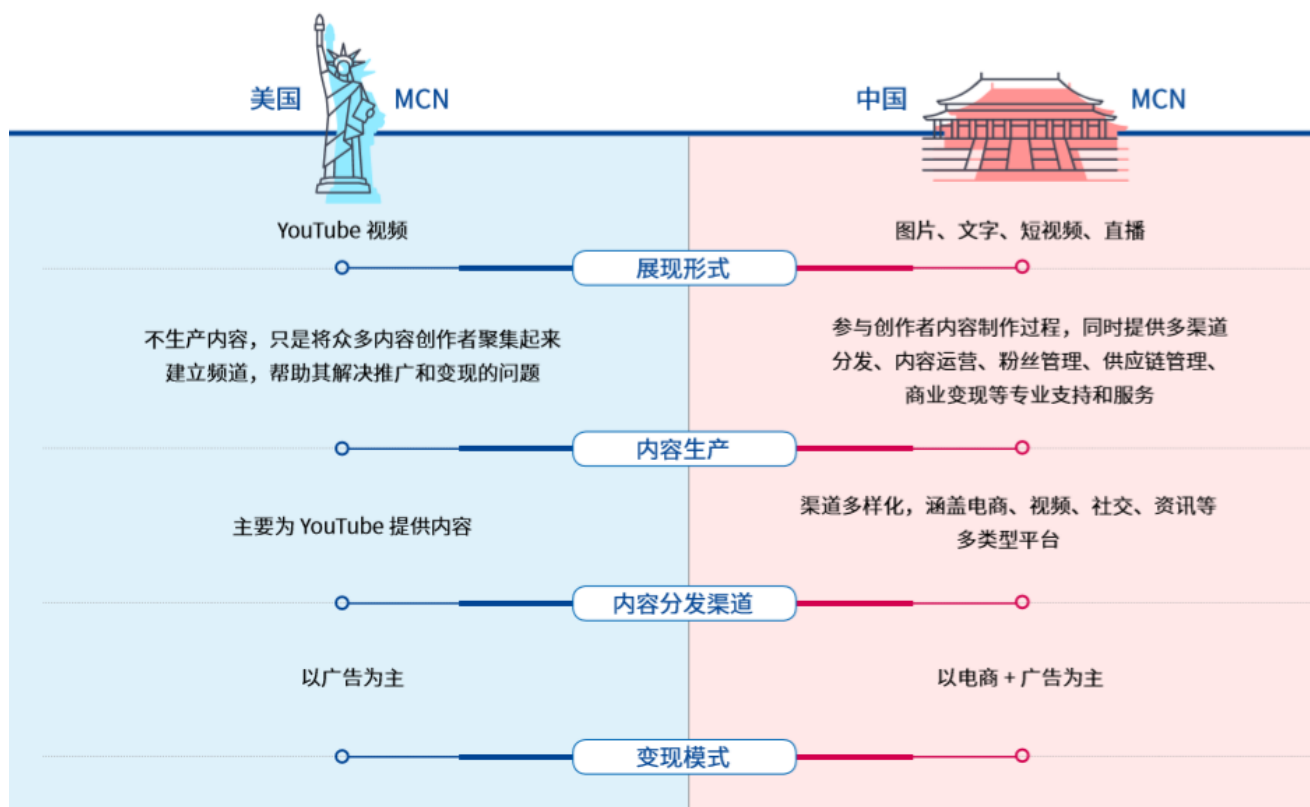 美国 MCN
中国 MCN
YouTube 视频
图片、文字、短视频、直播
展现形式
不生产内容，只是将众多内容创作者聚集起来
建立频道，帮助其解决推广和变现的问题
参与创作者内容制作过程，同时提供多渠道
分发、内容运营、粉丝管理、供应链管理、
商业变现等专业支持和服务
内容生产
主要为 YouTube 提供内容
渠道多样化，涵盖电商、视频、社交、资讯等
多类型平台
内容分发渠道
以广告为主
以电商 + 广告为主
变现模式